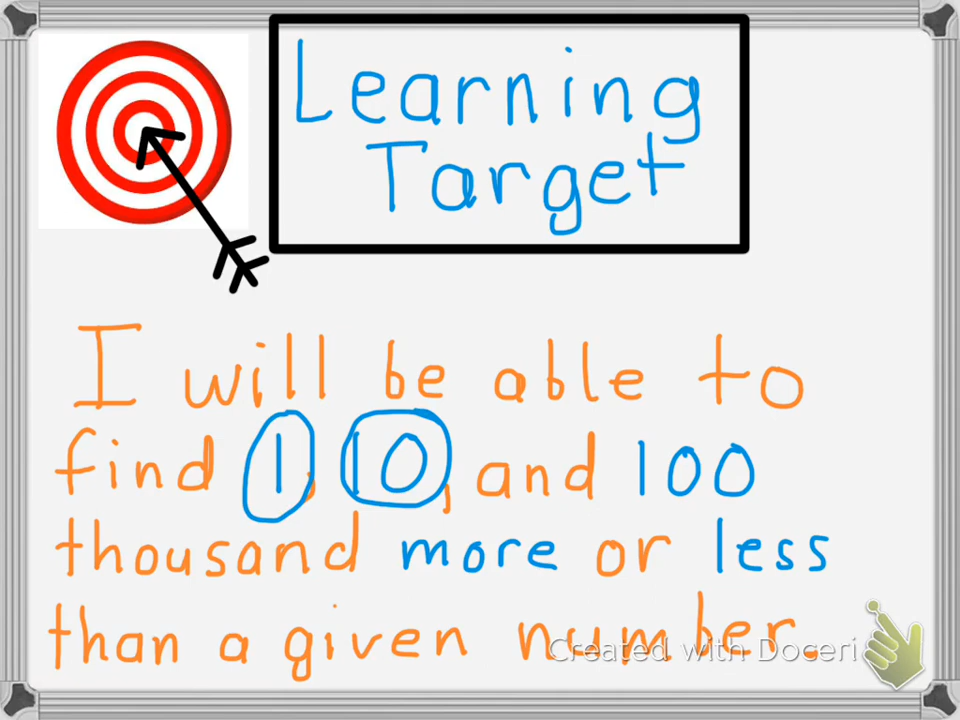 Learning
Target
I will be able to
find 1, 10, and 100
thousand more or less
than a given number.
Created with Doceri